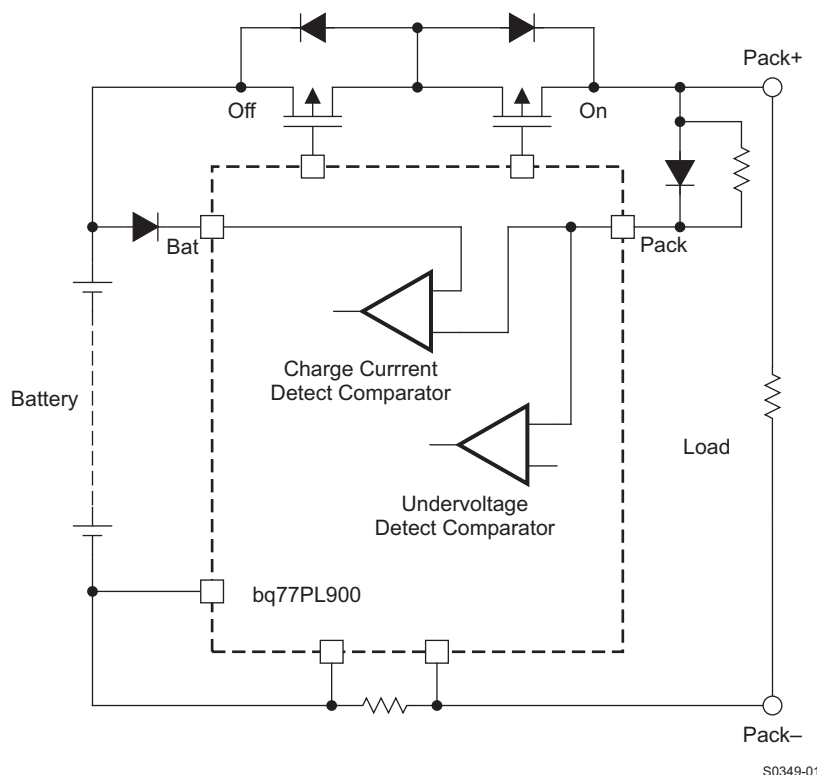 Pack+
Off
On
Bat
Pack
Charge Currrent
Detect Comparator
Battery
Load
Undervoltage
Detect Comparator
bq77PL900
Pack–
S0349-01